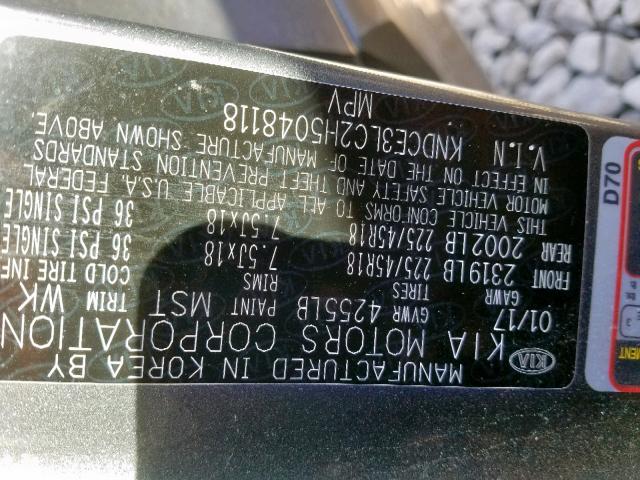 KIA
MANUFACTURED IN KOREA BY
KIA MOTORS CORPORATION
01/17 GVWR 4255LB PAINT MST TRIM WK
GAWR TIRES RIMS COLD TIRE INF
FRONT 2319LB 225/45R18 7.5Jx18 36 PSI SINGLE
REAR 2002LB 225/45R18 7.5Jx18 36 PSI SINGLE
THIS VEHICLE CONFORMS TO ALL APPLICABLE U.S.A. FEDERAL
MOTOR VEHICLE SAFETY AND THEFT PREVENTION STANDARDS
IN EFFECT ON THE DATE OF MANUFACTURE SHOWN ABOVE.
V.I.N KNDCE3LC2H5048118
MPV
D70
3